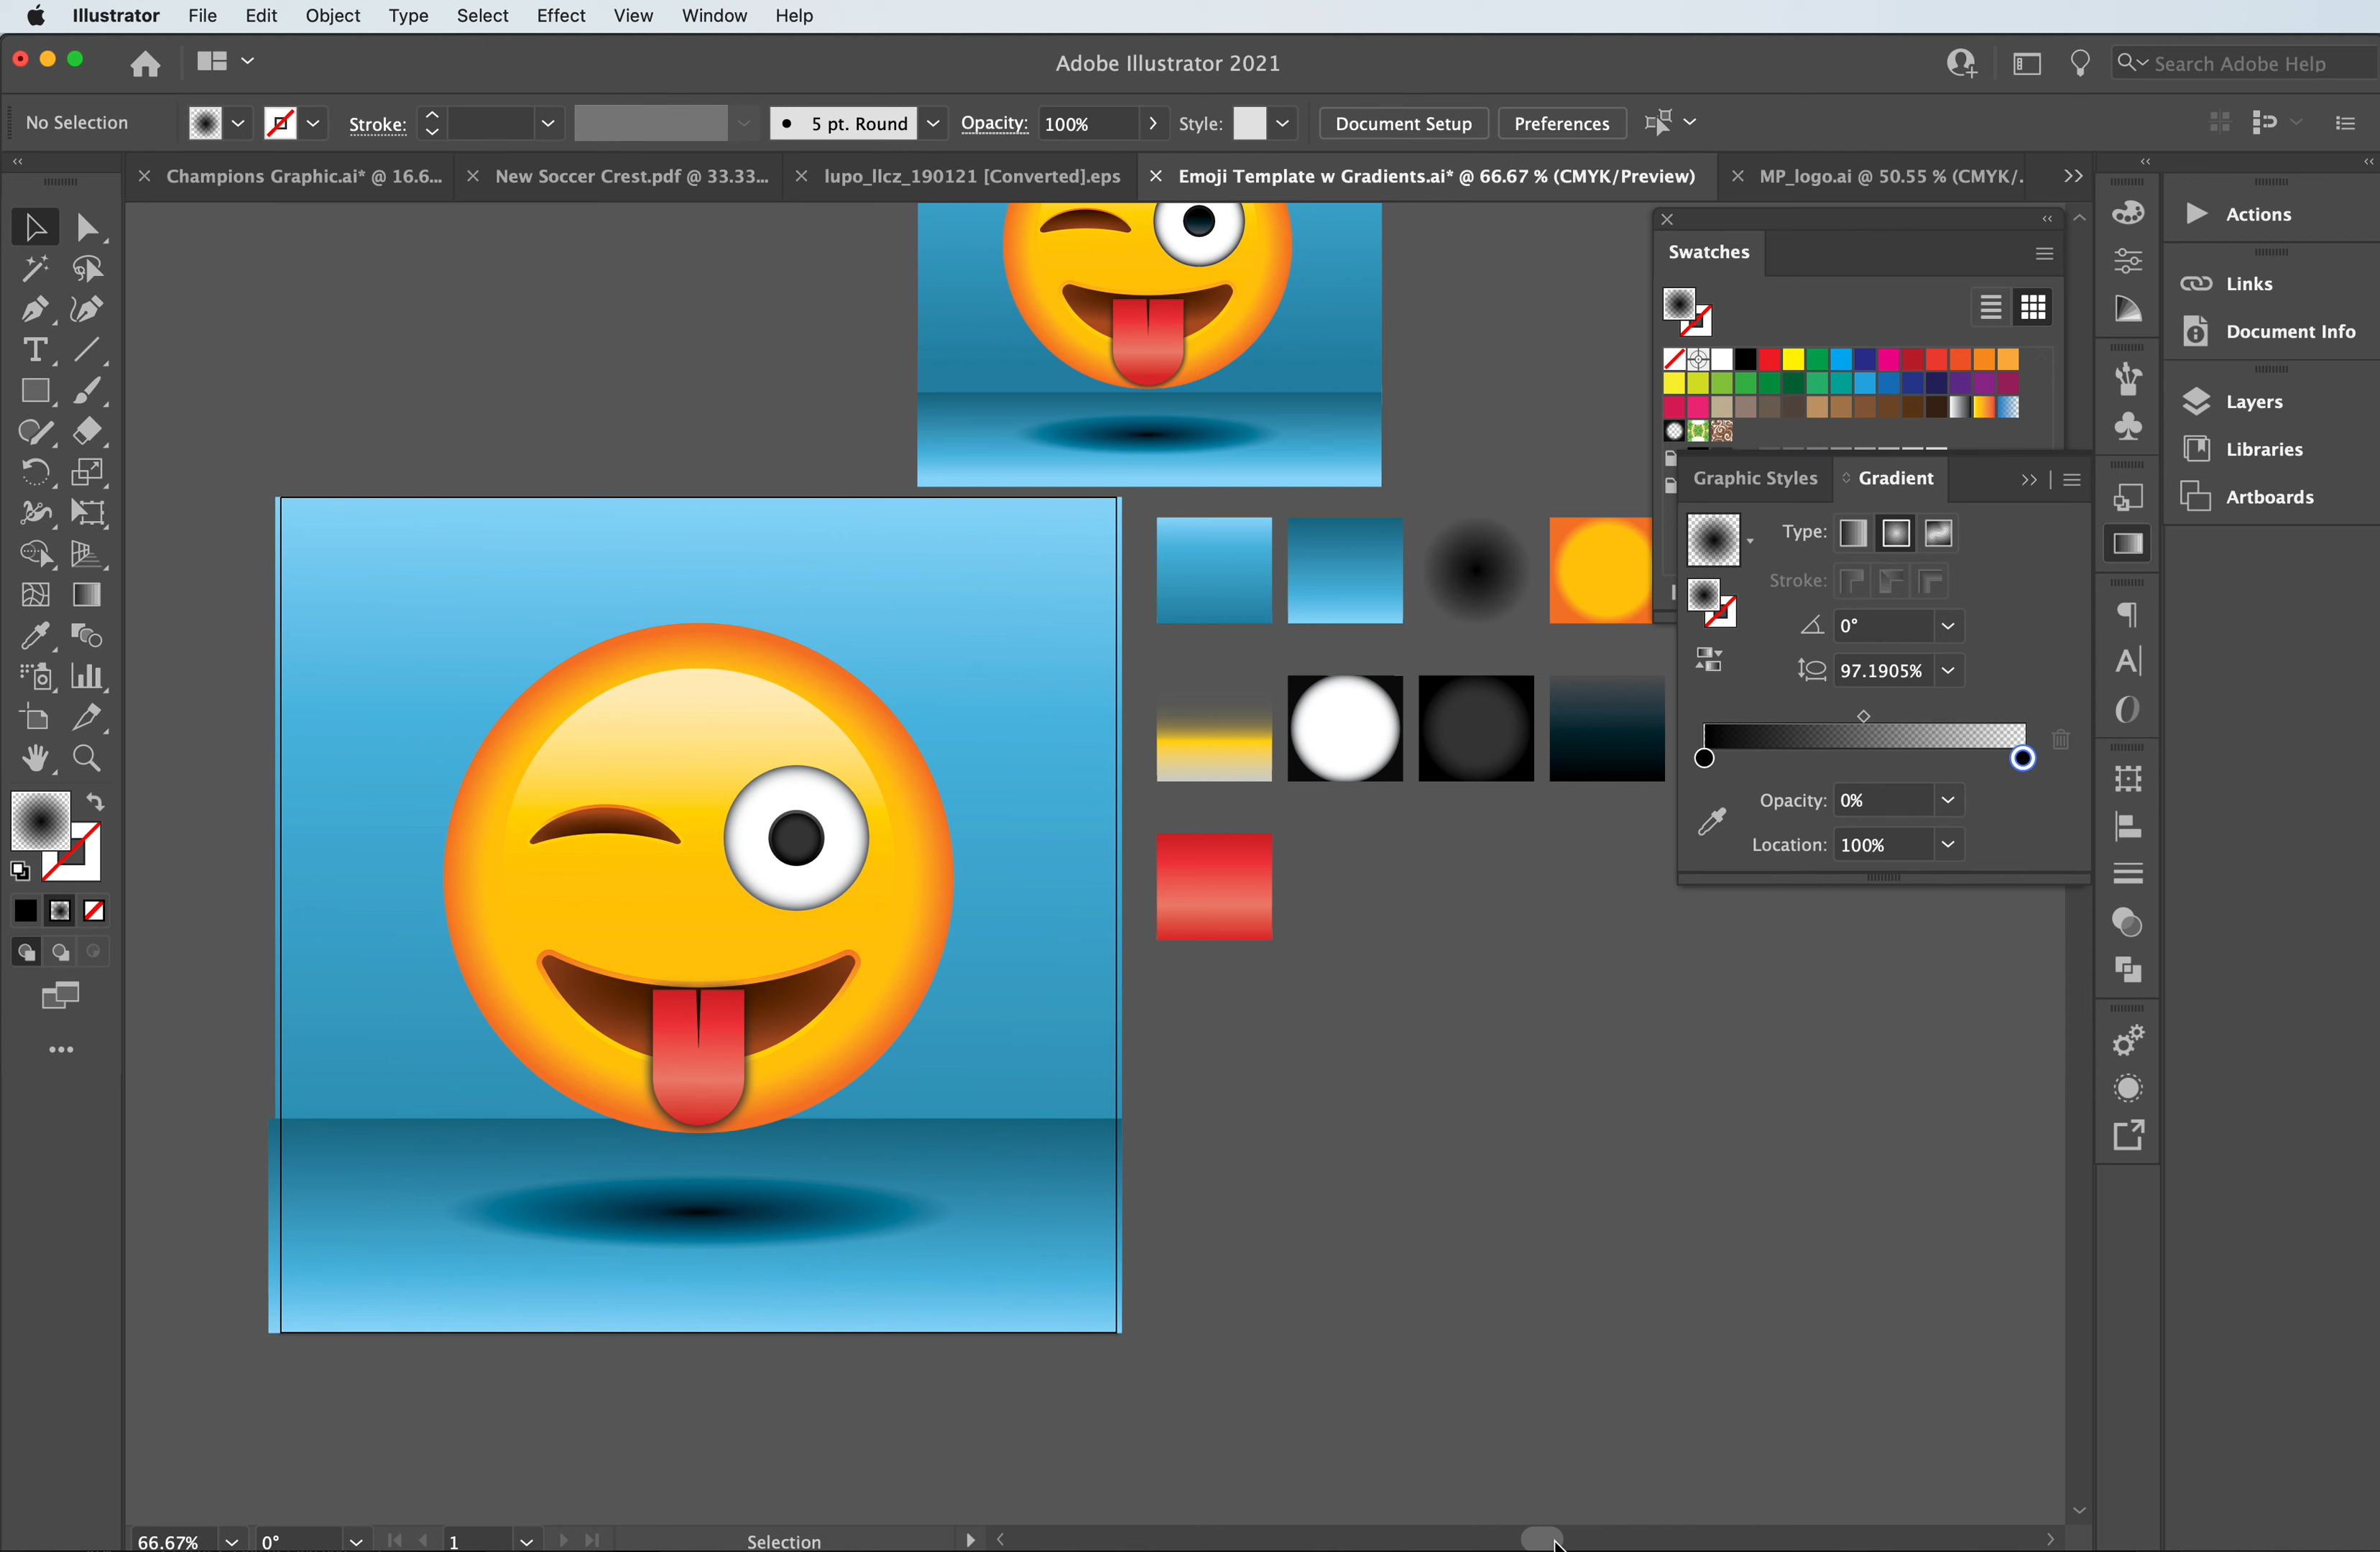 Illustrator File Edit Object Type Select Effect View Window Help
Adobe Illustrator 2021
Search Adobe Help
No Selection Stroke: 5 pt. Round Opacity: 100% Style: Document Setup Preferences
Champions Graphic.ai* @ 16.6... New Soccer Crest.pdf @ 33.33... lupo_llcz_190121 [Converted].eps Emoji Template w Gradients.ai* @ 66.67 % (CMYK/Preview) MP_logo.ai @ 50.55 % (CMYK/.
Swatches
Graphic Styles Gradient
Type:
Stroke:
0°
97.1905%
Opacity: 0%
Location: 100%
Actions
Links
Document Info
Layers
Libraries
Artboards
66.67% 0° 1 Selection